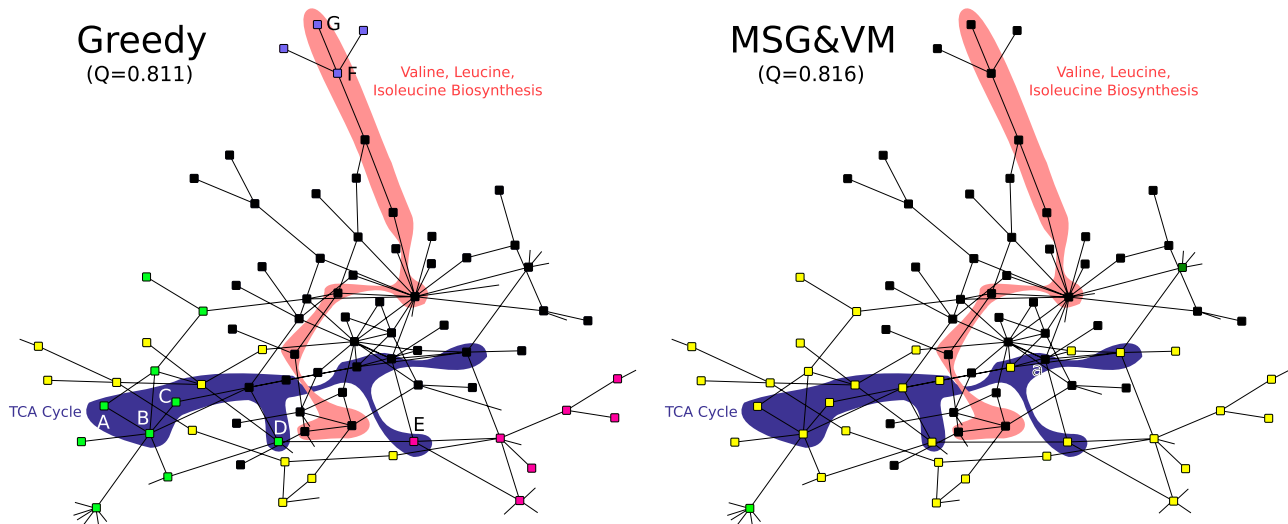 Greedy
(Q=0.811)
G
F
Valine, Leucine,
Isoleucine Biosynthesis
TCA Cycle
A
B
C
D
E
MSG&VM
(Q=0.816)
Valine, Leucine,
Isoleucine Biosynthesis
TCA Cycle
@